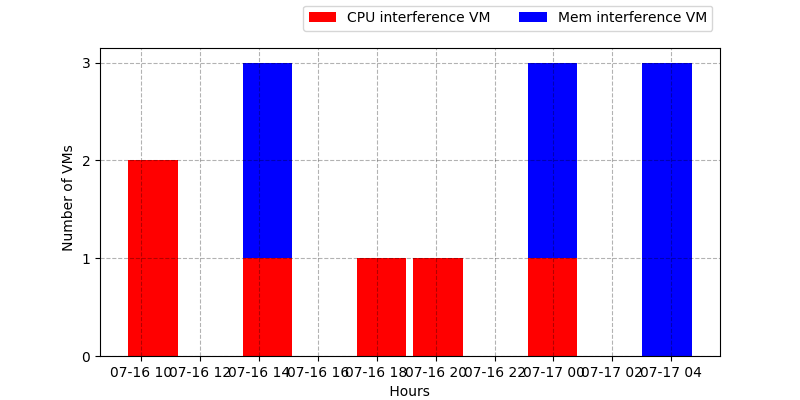 CPU interference VM Mem interference VM
3
2
1
0
Number of VMs
07-16 10 07-16 12 07-16 14 07-16 16 07-16 18 07-16 20 07-16 22 07-17 00 07-17 02 07-17 04
Hours